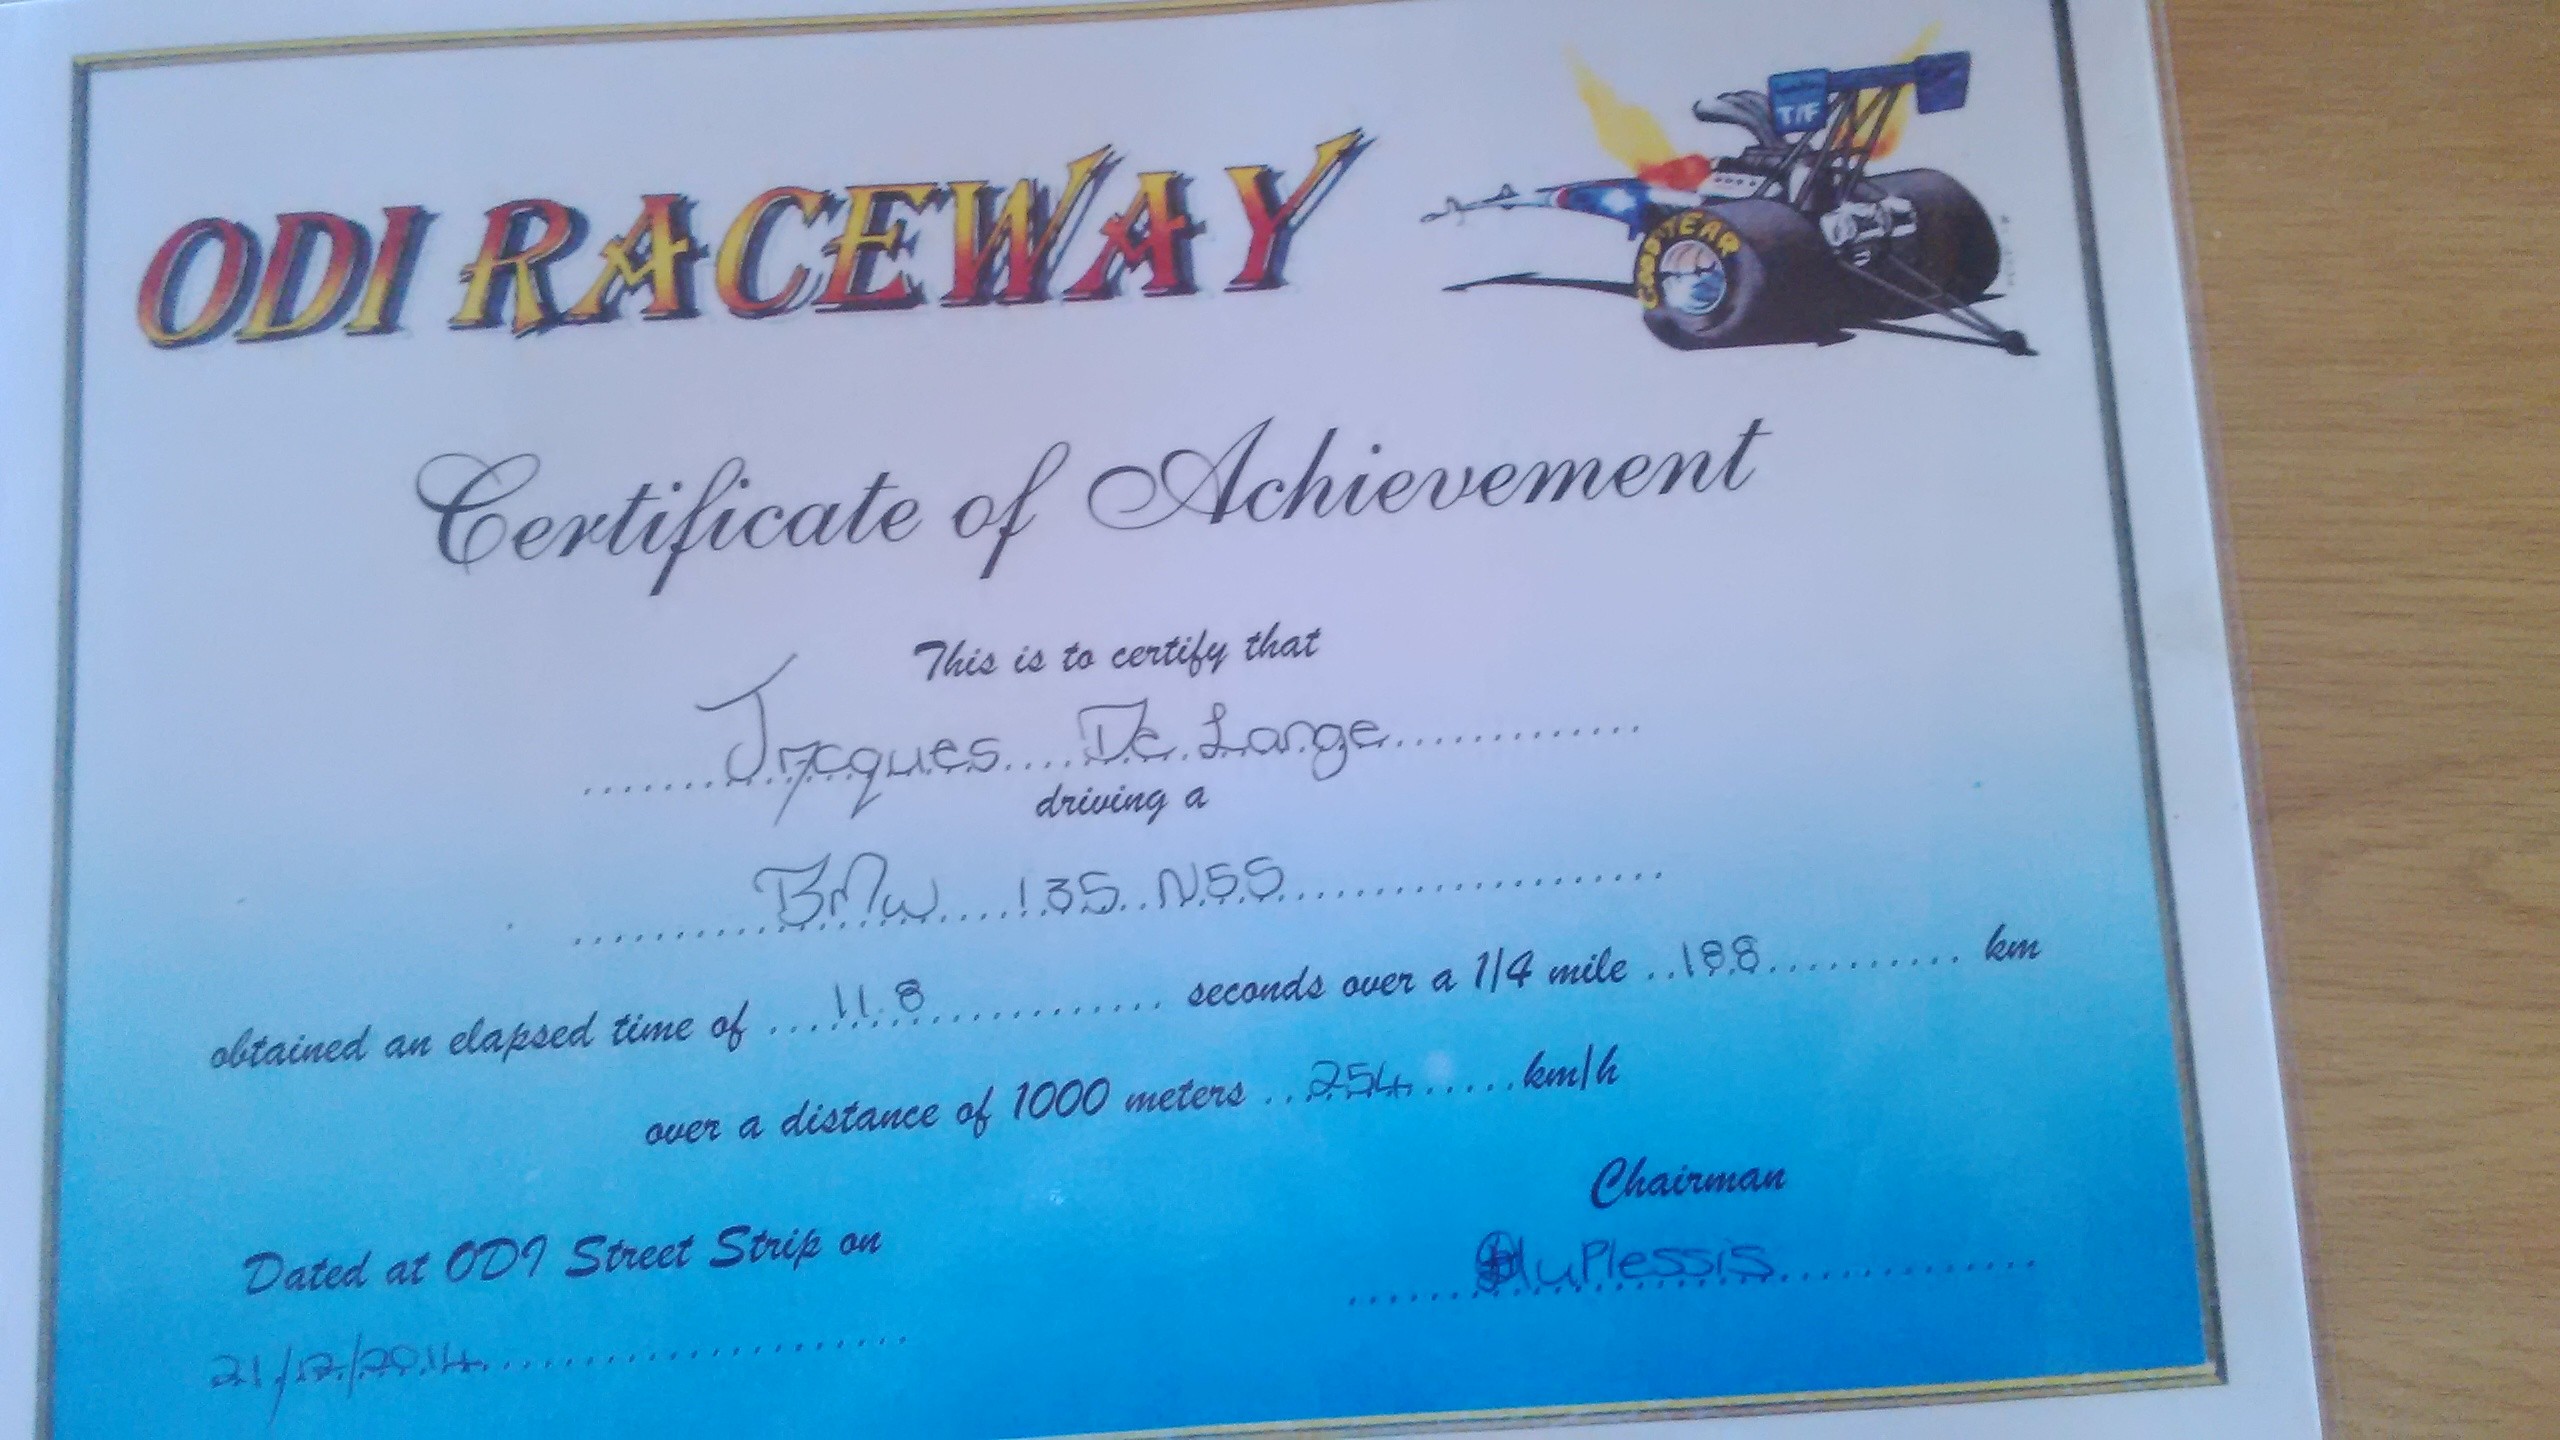 ODI RACEWAY
T/F
GOODYEAR
Certificate of Achievement
This is to certify that
Jacques De Lange
driving a
BMW 135 N55
obtained an elapsed time of 11.8 seconds over a 1/4 mile 188 km
over a distance of 1000 meters 254 km/h
Chairman
Dated at ODI Street Strip on
duPlessis
21/12/2014